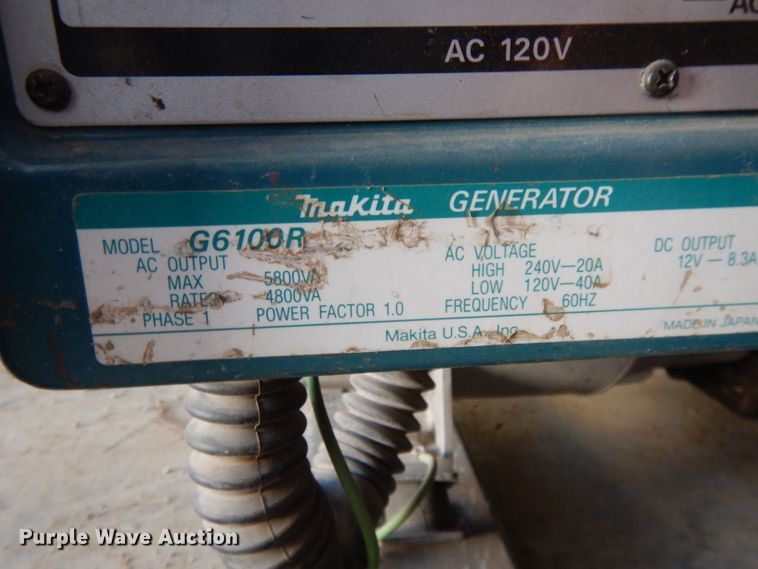 AC
AC 120V
Makita GENERATOR
MODEL G6100R
AC OUTPUT
MAX 5800VA
RATED 4800VA
PHASE 1 POWER FACTOR 1.0
AC VOLTAGE
HIGH 240V—20A
LOW 120V—40A
FREQUENCY 60HZ
DC OUTPUT
12V — 8.3A
Makita U.S.A., Inc.
MADE IN JAPAN
Purple Wave Auction